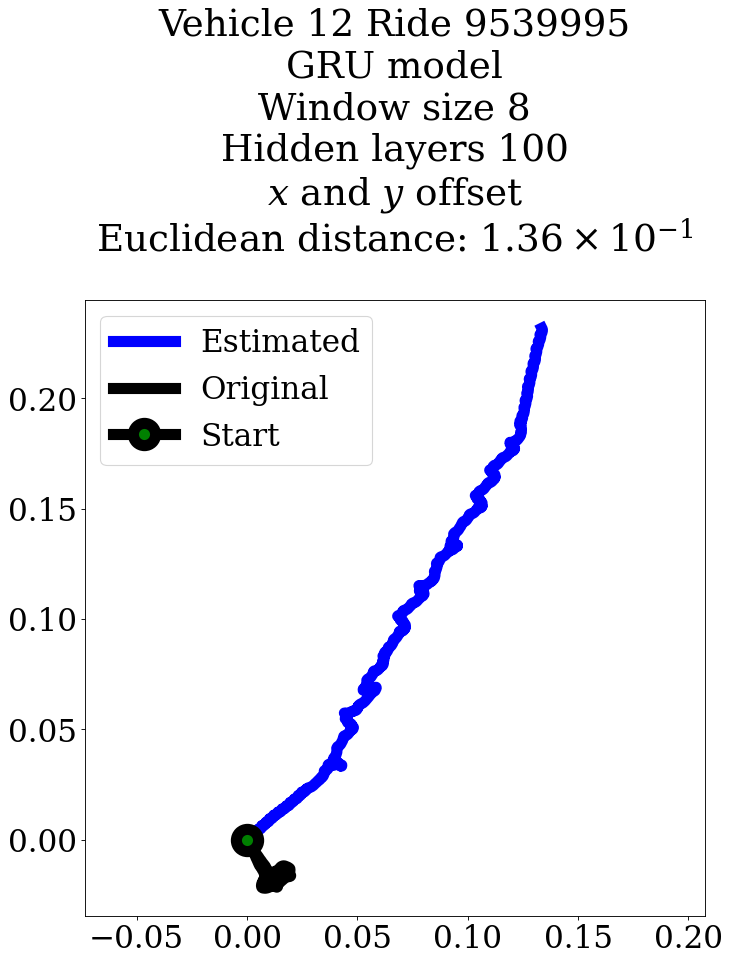 Vehicle 12 Ride 9539995
GRU model
Window size 8
Hidden layers 100
x and y offset
Euclidean distance: 1.36 × 10⁻¹
Estimated
Original
Start
0.20
0.15
0.10
0.05
0.00
−0.05 0.00 0.05 0.10 0.15 0.20